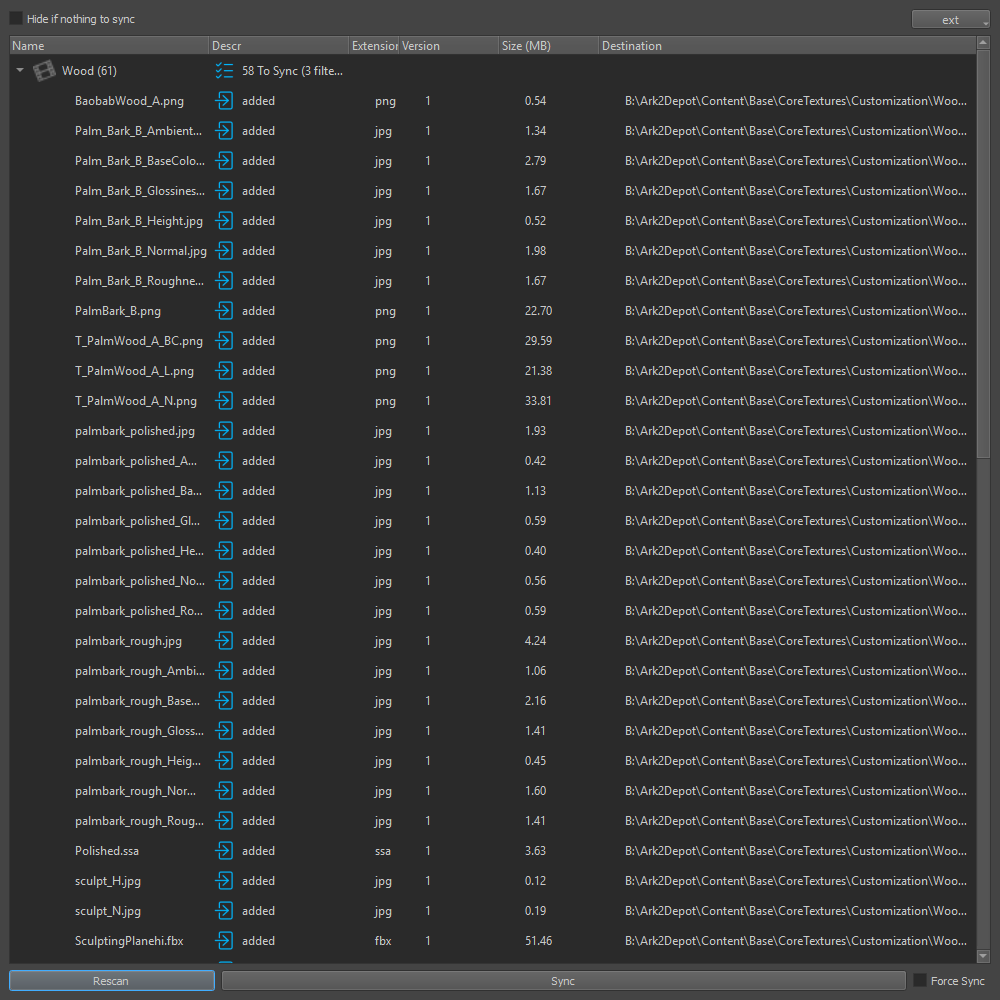 Hide if nothing to sync ext
Name Descr Extension Version Size (MB) Destination
Wood (61) 58 To Sync (3 filte...
BaobabWood_A.png added png 1 0.54 B:\Ark2Depot\Content\Base\CoreTextures\Customization\Woo...
Palm_Bark_B_Ambient... added jpg 1 1.34 B:\Ark2Depot\Content\Base\CoreTextures\Customization\Woo...
Palm_Bark_B_BaseColo... added jpg 1 2.79 B:\Ark2Depot\Content\Base\CoreTextures\Customization\Woo...
Palm_Bark_B_Glossines... added jpg 1 1.67 B:\Ark2Depot\Content\Base\CoreTextures\Customization\Woo...
Palm_Bark_B_Height.jpg added jpg 1 0.52 B:\Ark2Depot\Content\Base\CoreTextures\Customization\Woo...
Palm_Bark_B_Normal.jpg added jpg 1 1.98 B:\Ark2Depot\Content\Base\CoreTextures\Customization\Woo...
Palm_Bark_B_Roughne... added jpg 1 1.67 B:\Ark2Depot\Content\Base\CoreTextures\Customization\Woo...
PalmBark_B.png added png 1 22.70 B:\Ark2Depot\Content\Base\CoreTextures\Customization\Woo...
T_PalmWood_A_BC.png added png 1 29.59 B:\Ark2Depot\Content\Base\CoreTextures\Customization\Woo...
T_PalmWood_A_L.png added png 1 21.38 B:\Ark2Depot\Content\Base\CoreTextures\Customization\Woo...
T_PalmWood_A_N.png added png 1 33.81 B:\Ark2Depot\Content\Base\CoreTextures\Customization\Woo...
palmbark_polished.jpg added jpg 1 1.93 B:\Ark2Depot\Content\Base\CoreTextures\Customization\Woo...
palmbark_polished_A... added jpg 1 0.42 B:\Ark2Depot\Content\Base\CoreTextures\Customization\Woo...
palmbark_polished_Ba... added jpg 1 1.13 B:\Ark2Depot\Content\Base\CoreTextures\Customization\Woo...
palmbark_polished_Gl... added jpg 1 0.59 B:\Ark2Depot\Content\Base\CoreTextures\Customization\Woo...
palmbark_polished_He... added jpg 1 0.40 B:\Ark2Depot\Content\Base\CoreTextures\Customization\Woo...
palmbark_polished_No... added jpg 1 0.56 B:\Ark2Depot\Content\Base\CoreTextures\Customization\Woo...
palmbark_polished_Ro... added jpg 1 0.59 B:\Ark2Depot\Content\Base\CoreTextures\Customization\Woo...
palmbark_rough.jpg added jpg 1 4.24 B:\Ark2Depot\Content\Base\CoreTextures\Customization\Woo...
palmbark_rough_Ambi... added jpg 1 1.06 B:\Ark2Depot\Content\Base\CoreTextures\Customization\Woo...
palmbark_rough_Base... added jpg 1 2.16 B:\Ark2Depot\Content\Base\CoreTextures\Customization\Woo...
palmbark_rough_Gloss... added jpg 1 1.41 B:\Ark2Depot\Content\Base\CoreTextures\Customization\Woo...
palmbark_rough_Heig... added jpg 1 0.45 B:\Ark2Depot\Content\Base\CoreTextures\Customization\Woo...
palmbark_rough_Nor... added jpg 1 1.60 B:\Ark2Depot\Content\Base\CoreTextures\Customization\Woo...
palmbark_rough_Roug... added jpg 1 1.41 B:\Ark2Depot\Content\Base\CoreTextures\Customization\Woo...
Polished.ssa added ssa 1 3.63 B:\Ark2Depot\Content\Base\CoreTextures\Customization\Woo...
sculpt_H.jpg added jpg 1 0.12 B:\Ark2Depot\Content\Base\CoreTextures\Customization\Woo...
sculpt_N.jpg added jpg 1 0.19 B:\Ark2Depot\Content\Base\CoreTextures\Customization\Woo...
SculptingPlanehi.fbx added fbx 1 51.46 B:\Ark2Depot\Content\Base\CoreTextures\Customization\Woo...
Rescan Sync Force Sync